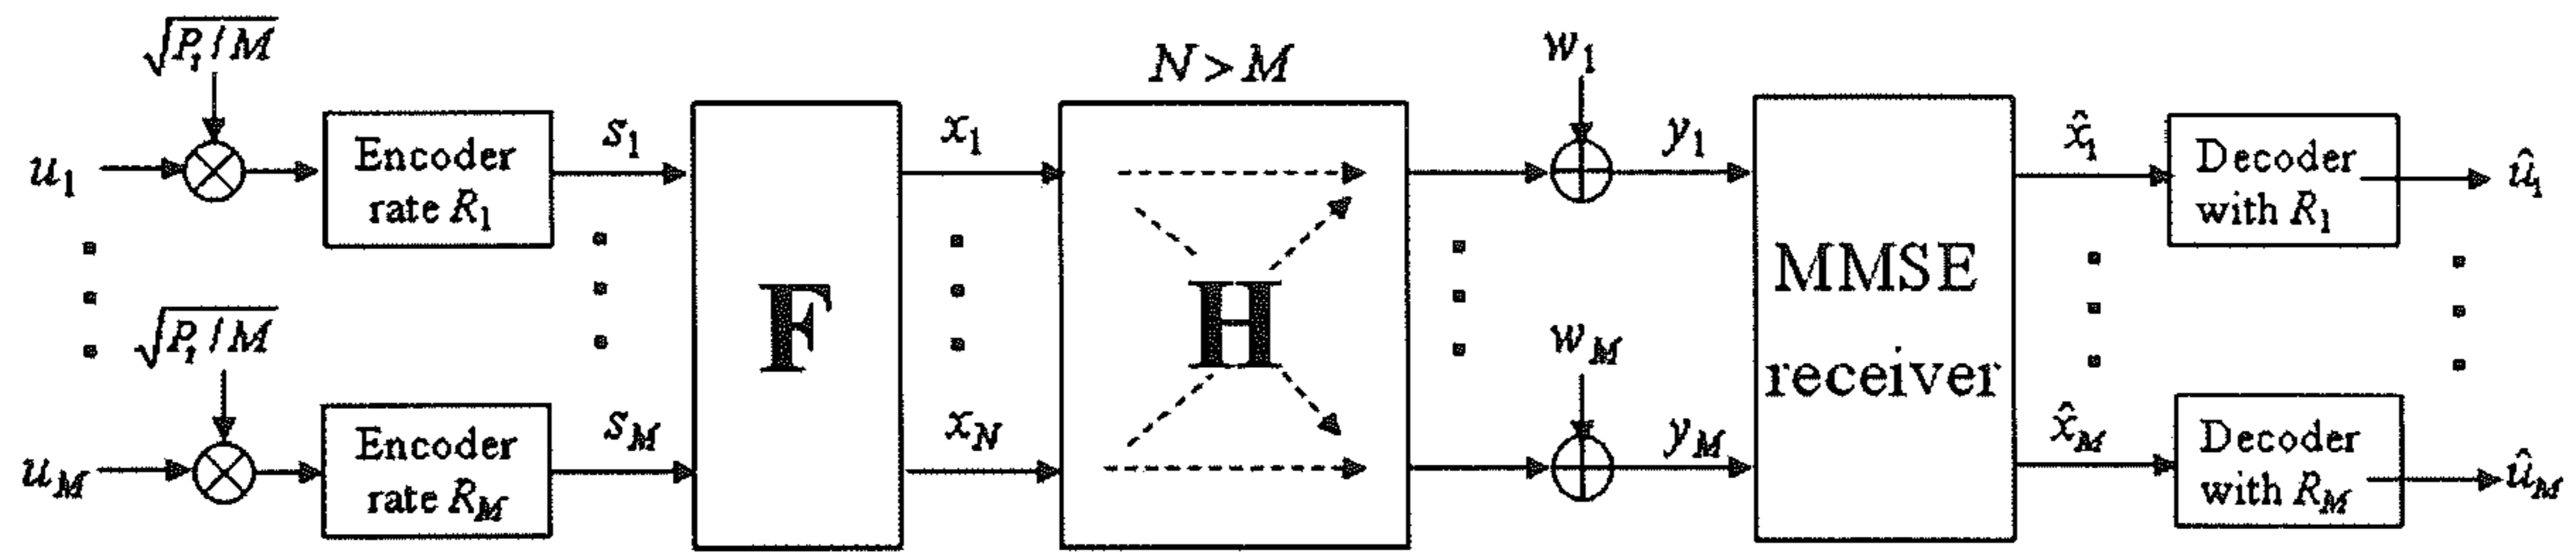 √P_t / M
N > M
w_1
u_1
Encoder
rate R_1
s_1
x_1
y_1
x̂_1
Decoder
with R_1
û_1
F
H
MMSE
receiver
√P_t / M
w_M
u_M
Encoder
rate R_M
s_M
x_N
y_M
x̂_M
Decoder
with R_M
û_M